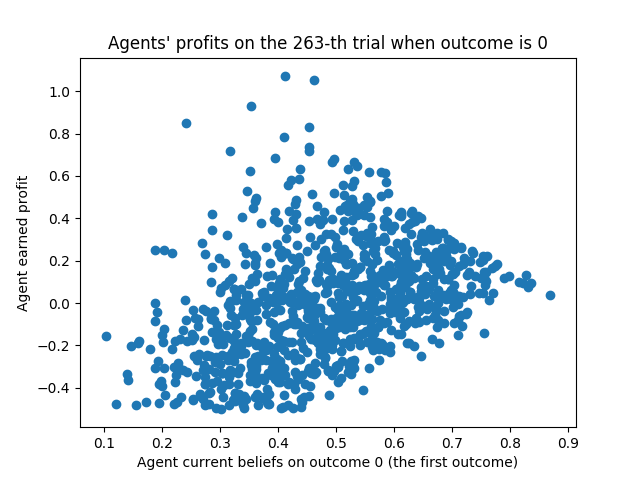 Agents' profits on the 263-th trial when outcome is 0
1.0
0.8
0.6
0.4
0.2
0.0
−0.2
−0.4
Agent earned profit
0.1 0.2 0.3 0.4 0.5 0.6 0.7 0.8 0.9
Agent current beliefs on outcome 0 (the first outcome)